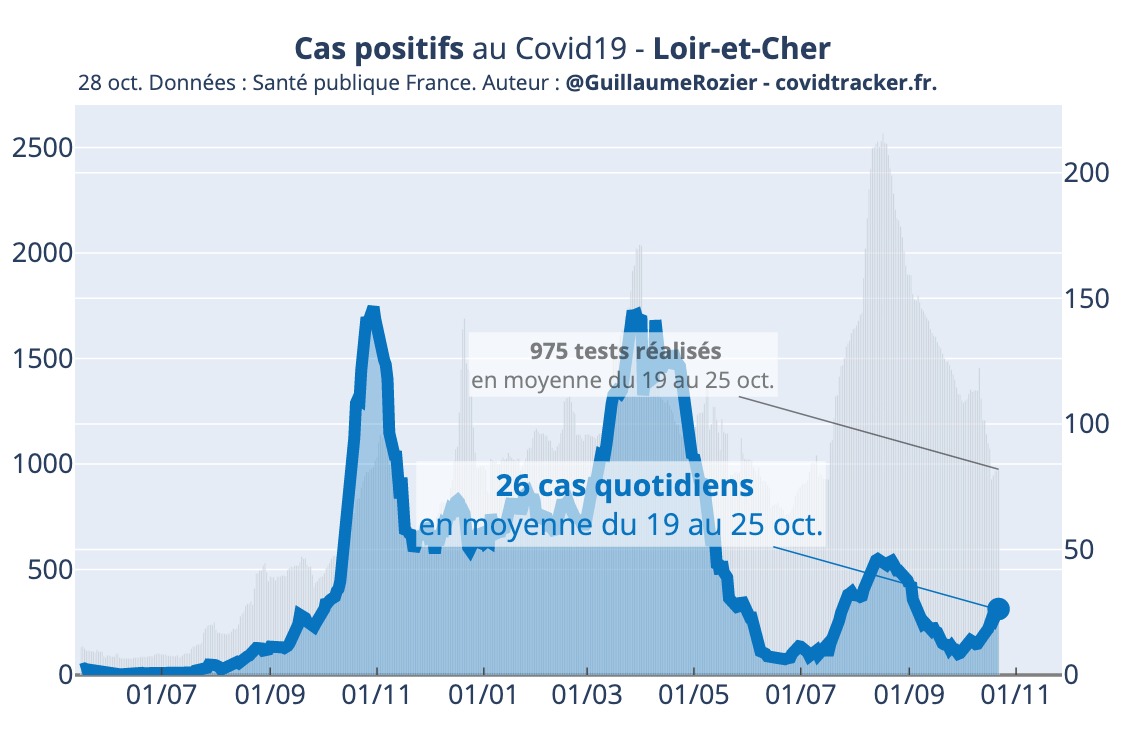 Cas positifs au Covid19 - Loir-et-Cher
28 oct. Données : Santé publique France. Auteur : @GuillaumeRozier - covidtracker.fr.
2500
2000
1500
1000
500
0
200
150
100
50
0
975 tests réalisés
en moyenne du 19 au 25 oct.
26 cas quotidiens
en moyenne du 19 au 25 oct.
01/07 01/09 01/11 01/01 01/03 01/05 01/07 01/09 01/11